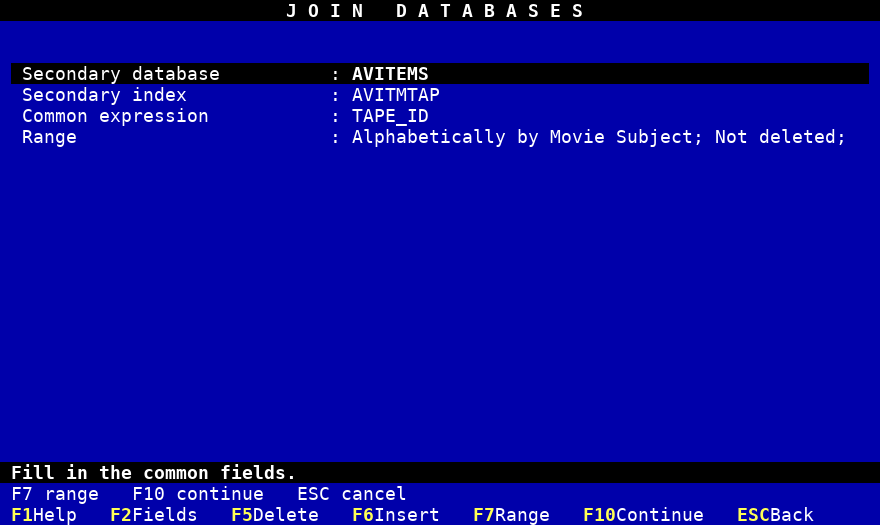 J O I N   D A T A B A S E S
Secondary database : AVITEMS
Secondary index : AVITMTAP
Common expression : TAPE_ID
Range : Alphabetically by Movie Subject; Not deleted;
Fill in the common fields.
F7 range   F10 continue   ESC cancel
F1Help   F2Fields   F5Delete   F6Insert   F7Range   F10Continue   ESCBack